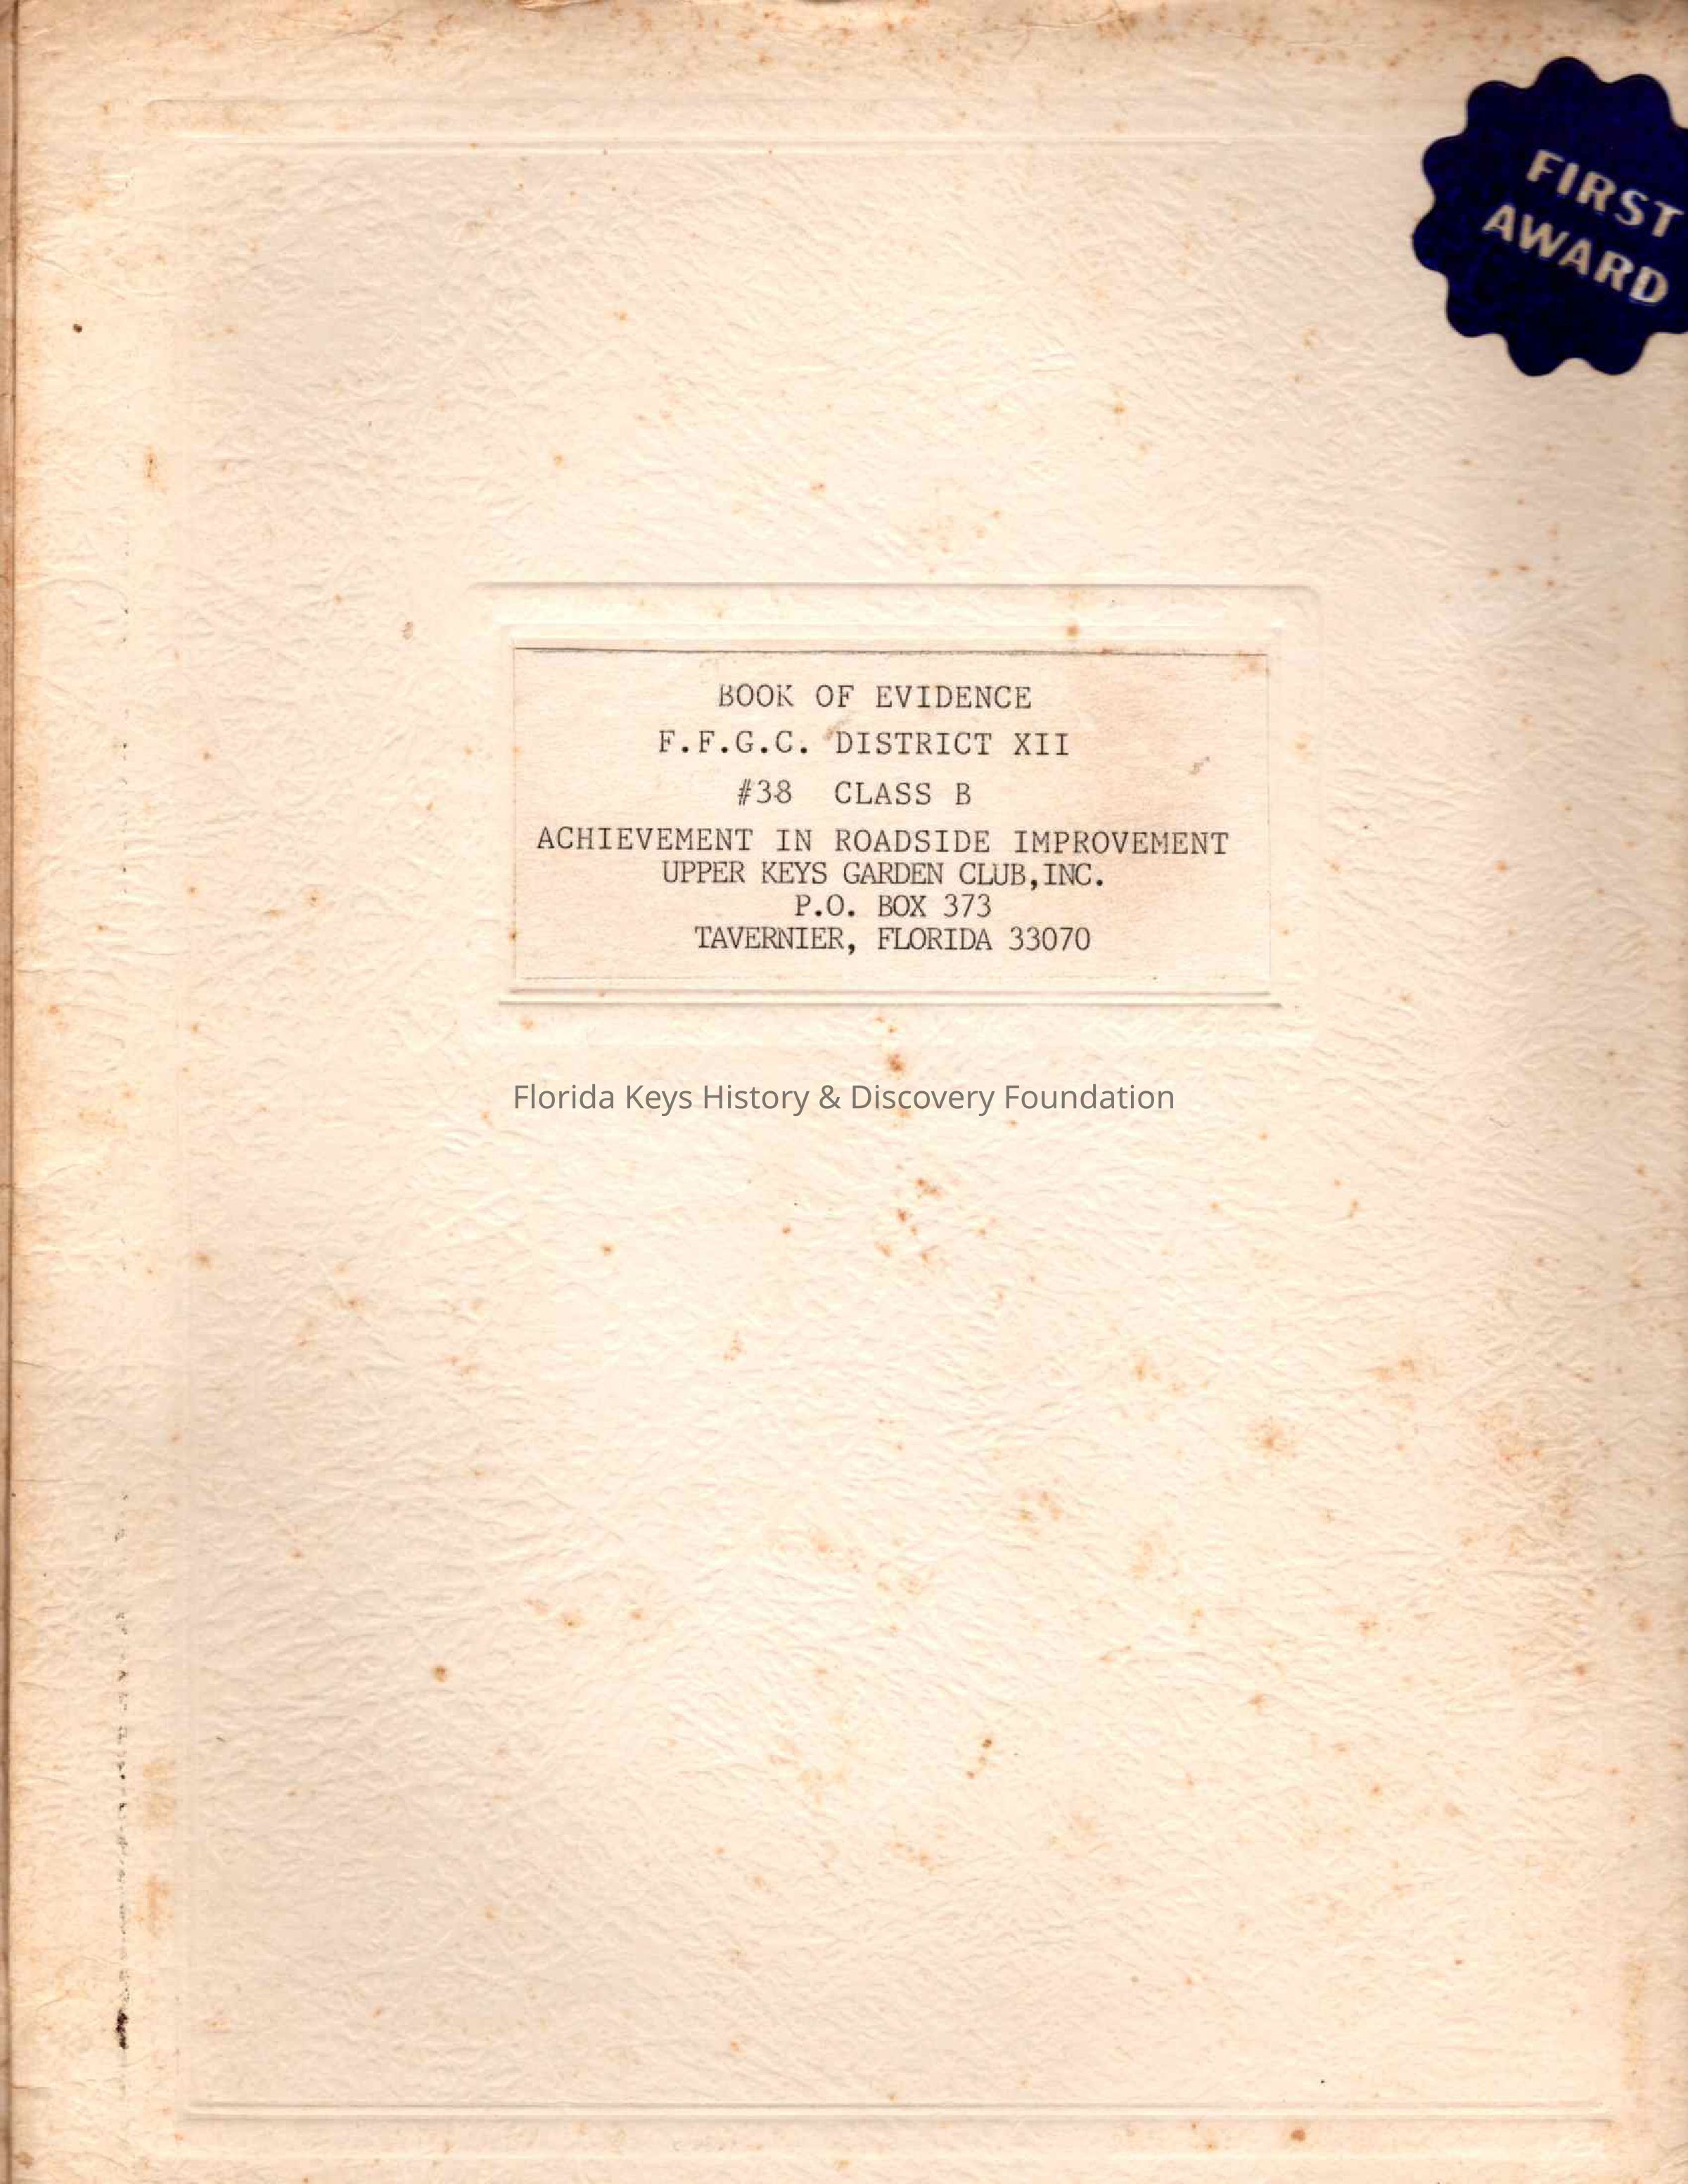 FIRST
AWARD
BOOK OF EVIDENCE
F.F.G.C. DISTRICT XII
#38 CLASS B
ACHIEVEMENT IN ROADSIDE IMPROVEMENT
UPPER KEYS GARDEN CLUB,INC.
P.O. BOX 373
TAVERNIER, FLORIDA 33070
Florida Keys History & Discovery Foundation